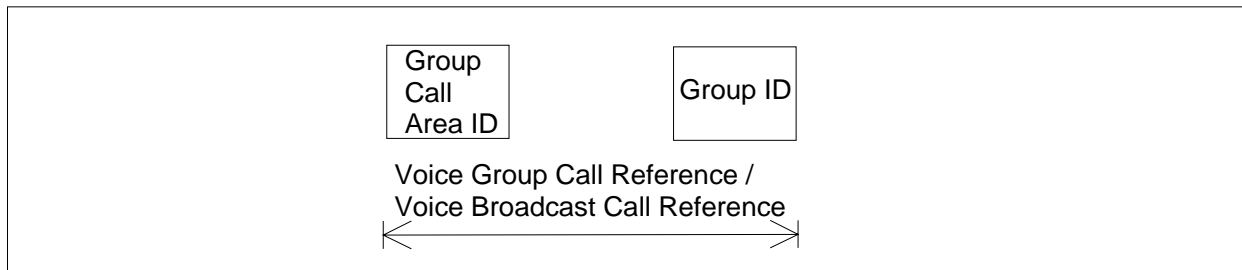 Group
Call
Area ID
Group ID
Voice Group Call Reference /
Voice Broadcast Call Reference